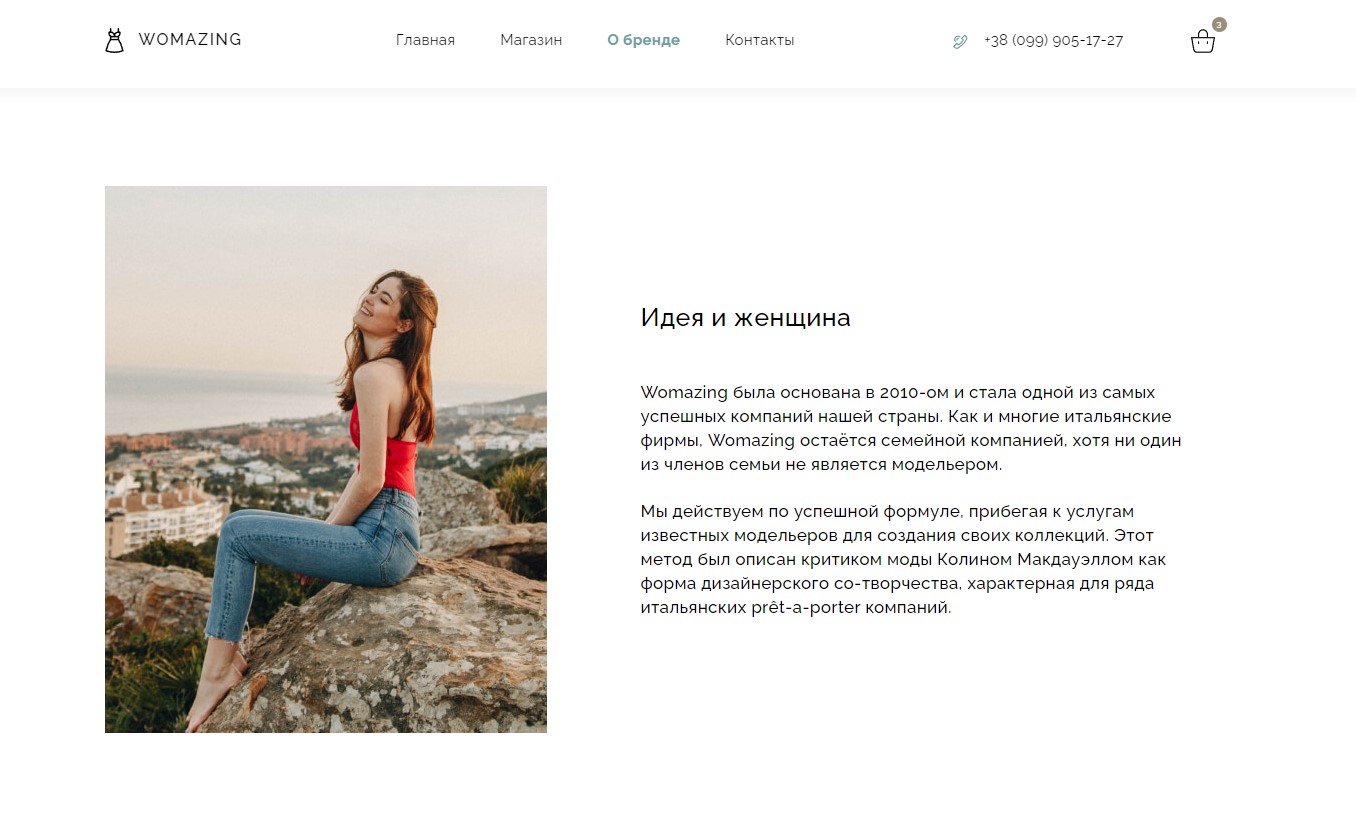 WOMAZING
Главная
Магазин
О бренде
Контакты
+38 (099) 905-17-27
3
Идея и женщина
Womazing была основана в 2010-ом и стала одной из самых
успешных компаний нашей страны. Как и многие итальянские
фирмы, Womazing остаётся семейной компанией, хотя ни один
из членов семьи не является модельером.
Мы действуем по успешной формуле, прибегая к услугам
известных модельеров для создания своих коллекций. Этот
метод был описан критиком моды Колином Макдауэллом как
форма дизайнерского со-творчества, характерная для ряда
итальянских prêt-a-porter компаний.